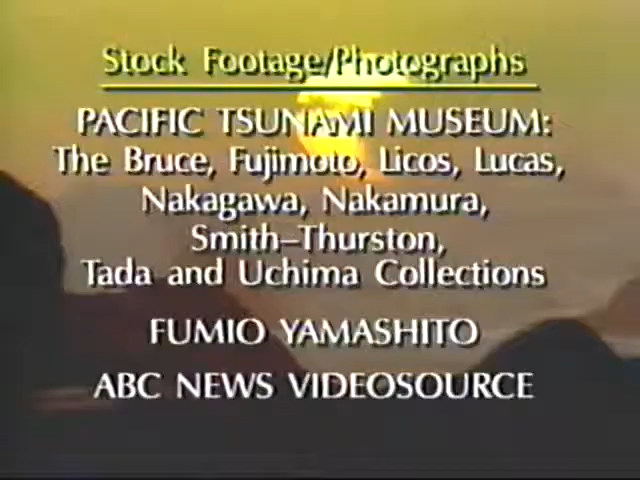 Stock Footage/Photographs
PACIFIC TSUNAMI MUSEUM:
The Bruce, Fujimoto, Licos, Lucas,
Nakagawa, Nakamura,
Smith–Thurston,
Tada and Uchima Collections
FUMIO YAMASHITO
ABC NEWS VIDEOSOURCE